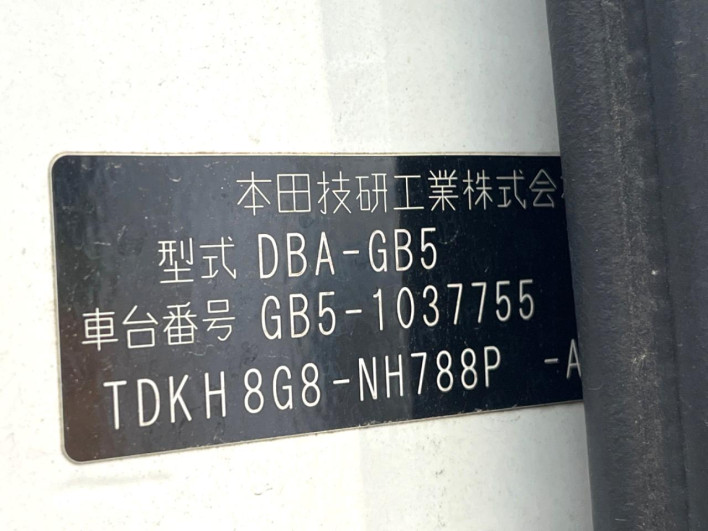 本田技研工業株式会
型式 DBA-GB5
車台番号 GB5-1037755
TDKH8G8-NH788P -A